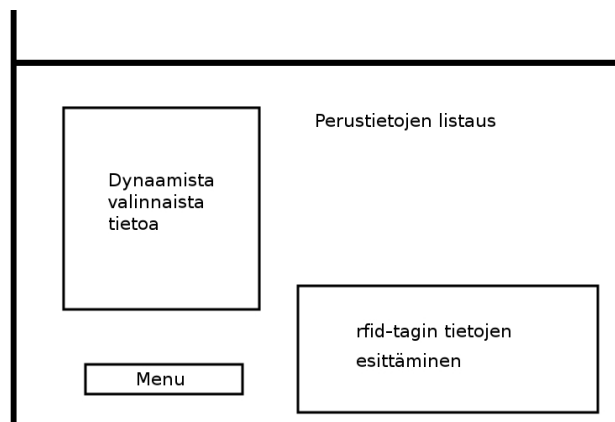 Perustietojen listaus
Dynaamista
valinnaista
tietoa
rfid-tagin tietojen
esittäminen
Menu